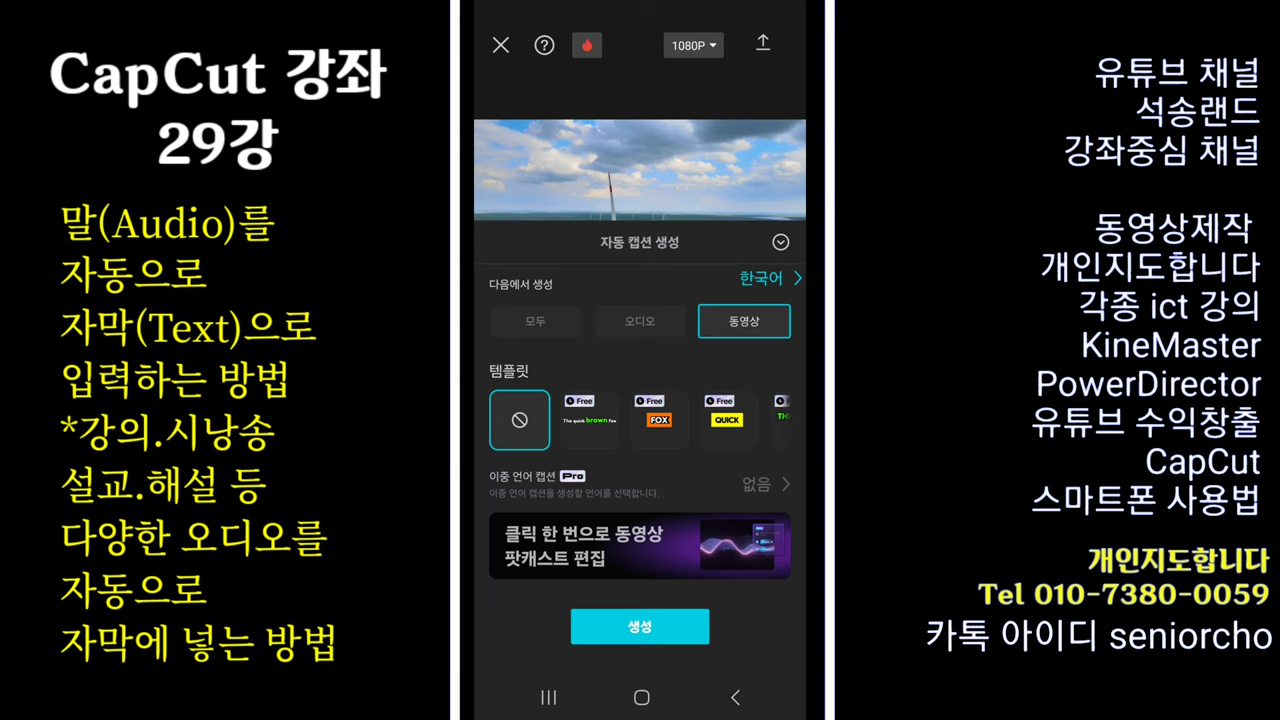 CapCut 강좌
29강
말(Audio)를
자동으로
자막(Text)으로
입력하는 방법
*강의.시낭송
설교.해설 등
다양한 오디오를
자동으로
자막에 넣는 방법
1080P
자동 캡션 생성
다음에서 생성
한국어
모두
오디오
동영상
템플릿
Free
Free
Free
The quick brown fox
FOX
QUICK
이중 언어 캡션 Pro
이중 언어 캡션을 생성할 언어를 선택합니다.
없음
클릭 한 번으로 동영상
팟캐스트 편집
생성
유튜브 채널
석송랜드
강좌중심 채널
동영상제작
개인지도합니다
각종 ict 강의
KineMaster
PowerDirector
유튜브 수익창출
CapCut
스마트폰 사용법
개인지도합니다
Tel 010-7380-0059
카톡 아이디 seniorcho